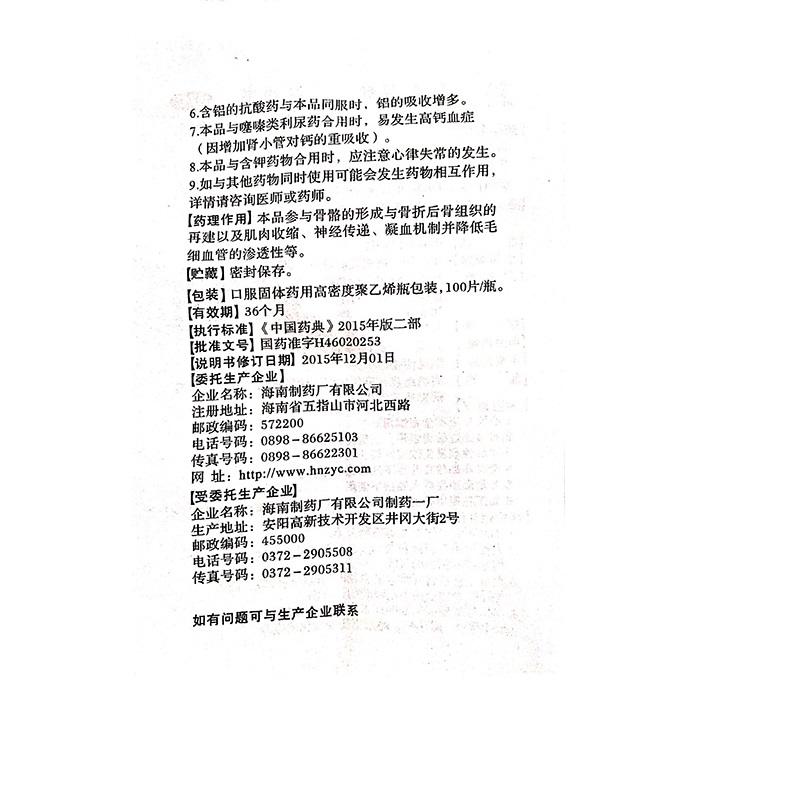 6.含铝的抗酸药与本品同服时，铝的吸收增多。
7.本品与噻嗪类利尿药合用时，易发生高钙血症
（因增加肾小管对钙的重吸收）。
8.本品与含钾药物合用时，应注意心律失常的发生。
9.如与其他药物同时使用可能会发生药物相互作用，
详情请咨询医师或药师。
【药理作用】本品参与骨骼的形成与骨折后骨组织的
再建以及肌肉收缩、神经传递、凝血机制并降低毛
细血管的渗透性等。
【贮藏】密封保存。
【包装】口服固体药用高密度聚乙烯瓶包装，100片/瓶。
【有效期】36个月
【执行标准】《中国药典》2015年版二部
【批准文号】国药准字H46020253
【说明书修订日期】2015年12月01日
【委托生产企业】
企业名称：海南制药厂有限公司
注册地址：海南省五指山市河北西路
邮政编码：572200
电话号码：0898-86625103
传真号码：0898-86622301
网 址：http://www.hnzyc.com
【受委托生产企业】
企业名称：海南制药厂有限公司制药一厂
生产地址：安阳高新技术开发区井冈大街2号
邮政编码：455000
电话号码：0372-2905508
传真号码：0372-2905311
如有问题可与生产企业联系